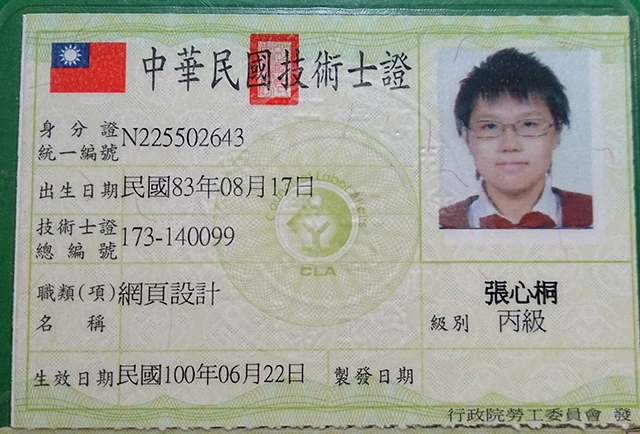 中華民國技術士證
身分證統一編號 N225502643
出生日期 民國83年08月17日
技術士證總編號 173-140099
職類(項)名稱 網頁設計
張心桐
級別 丙級
生效日期 民國100年06月22日 製發日期
行政院勞工委員會 發
Council of Labor Affairs
CLA